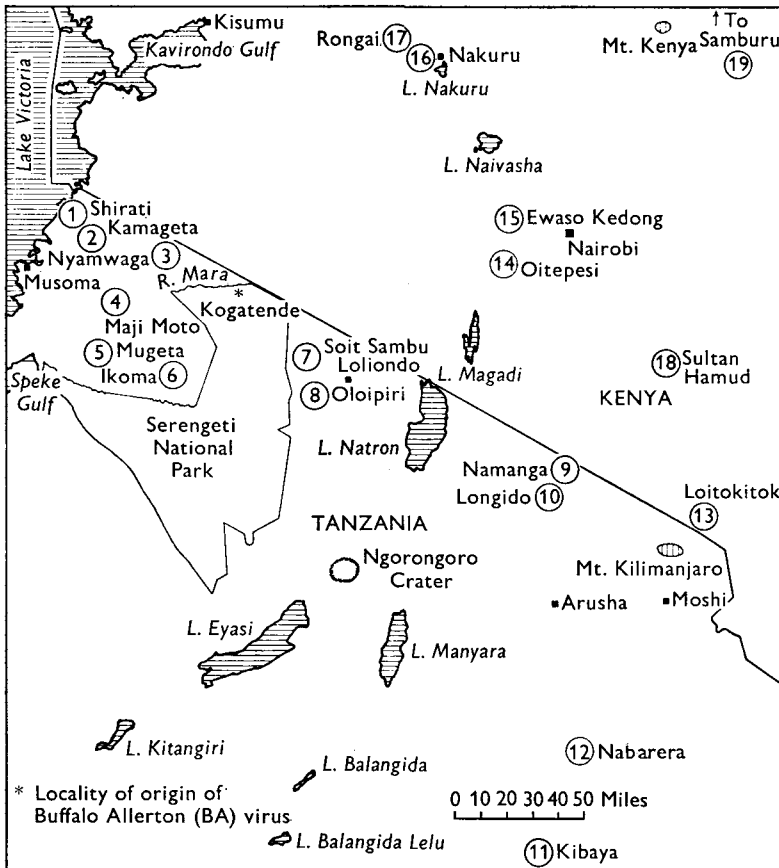 Kisumu
Kavirondo Gulf
Lake Victoria
Rongai 17
16 Nakuru
L. Nakuru
Mt. Kenya
↑ To
Samburu
19
L. Naivasha
1 Shirati
2 Kamageta
Nyamwaga 3
Musoma
R. Mara
* Kogatende
15 Ewaso Kedong
Nairobi
14 Oitepesi
4
Maji Moto
5 Mugeta
Ikoma 6
Speke
Gulf
7 Soit Sambu
Loliondo
8 Oloipiri
L. Magadi
18 Sultan
Hamud
KENYA
Serengeti
National
Park
L. Natron
Namanga 9
Longido 10
Loitokitok
13
TANZANIA
Ngorongoro
Crater
Mt. Kilimanjaro
Arusha
Moshi
L. Eyasi
L. Manyara
L. Kitangiri
L. Balangida
12 Nabarera
* Locality of origin of
Buffalo Allerton (BA) virus
0 10 20 30 40 50 Miles
L. Balangida Lelu
11 Kibaya